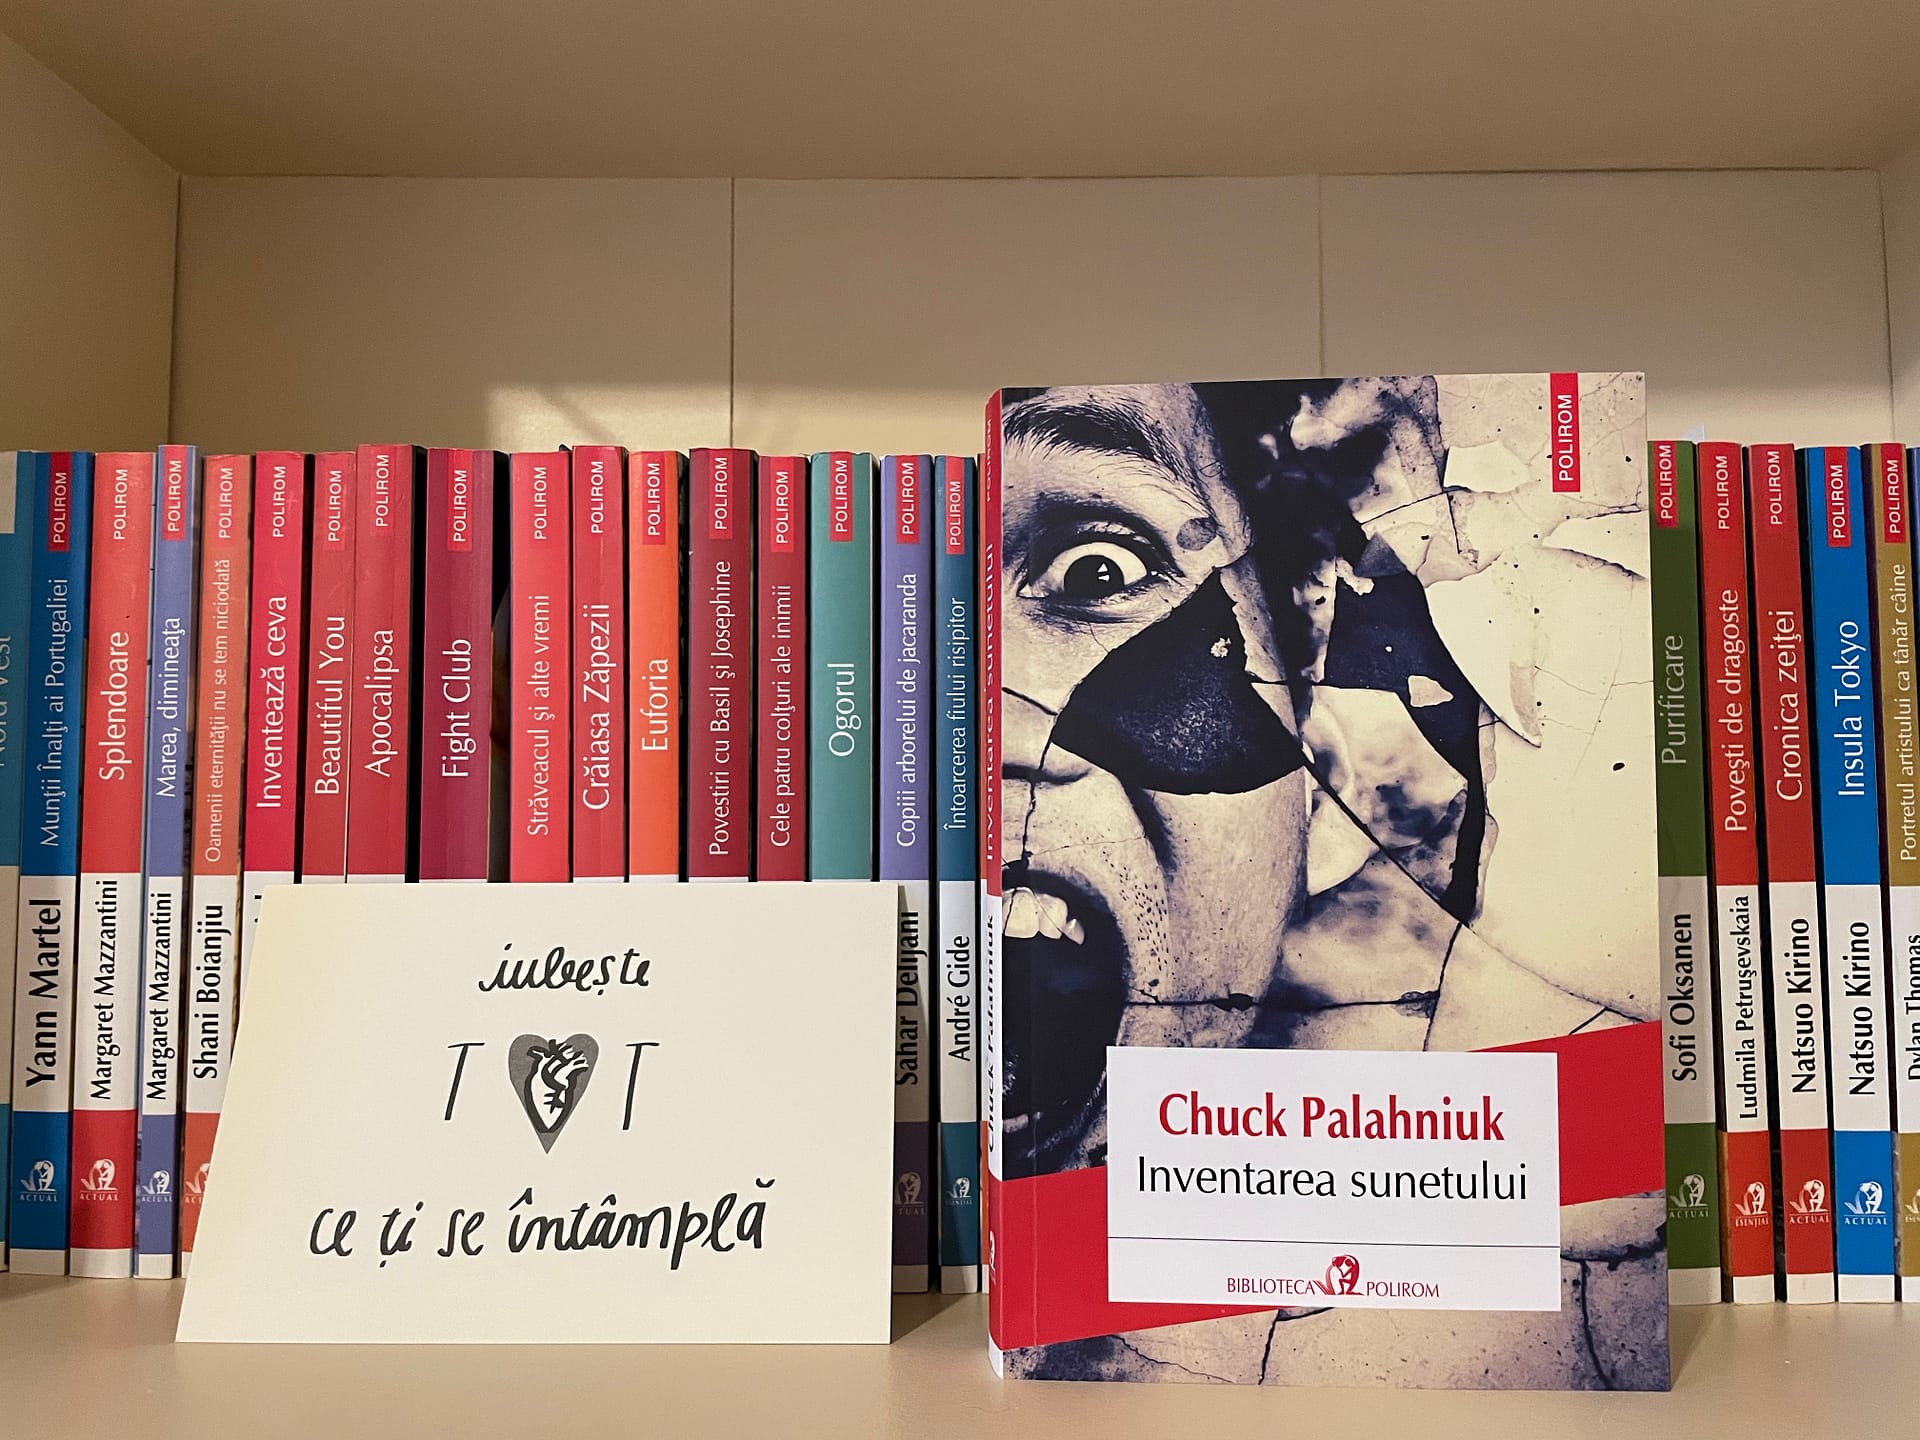 POLIROM
Munții Înalți ai Portugaliei
Yann Martel
ACTUAL
POLIROM
Splendoare
Margaret Mazzantini
ACTUAL
POLIROM
Marea, dimineața
Margaret Mazzantini
ACTUAL
POLIROM
Oamenii eternității nu se tem niciodată
Shani Boianjiu
POLIROM
Inventează ceva
POLIROM
Beautiful You
POLIROM
Apocalipsa
POLIROM
Fight Club
POLIROM
Străveacul și alte vremi
POLIROM
Crăiasa Zăpezii
POLIROM
Euforia
POLIROM
Povestiri cu Basil și Josephine
POLIROM
Cele patru colțuri ale inimii
POLIROM
Ogorul
POLIROM
Copiii arborelui de jacaranda
Sahar Delijani
POLIROM
Întoarcerea fiului risipitor
André Gide
iubește
TOT
ce ți se întâmplă
POLIROM
Inventarea sunetului
Chuck Palahniuk
POLIROM
Chuck Palahniuk
Inventarea sunetului
BIBLIOTECA POLIROM
POLIROM
Purificare
Sofi Oksanen
ACTUAL
POLIROM
Povești de dragoste
Ludmila Petrușevskaia
ESENȚIAL
POLIROM
Cronica zeiței
Natsuo Kirino
ACTUAL
POLIROM
Insula Tokyo
Natsuo Kirino
ACTUAL
POLIROM
Portretul artistului ca tânăr câine
Dylan Thomas